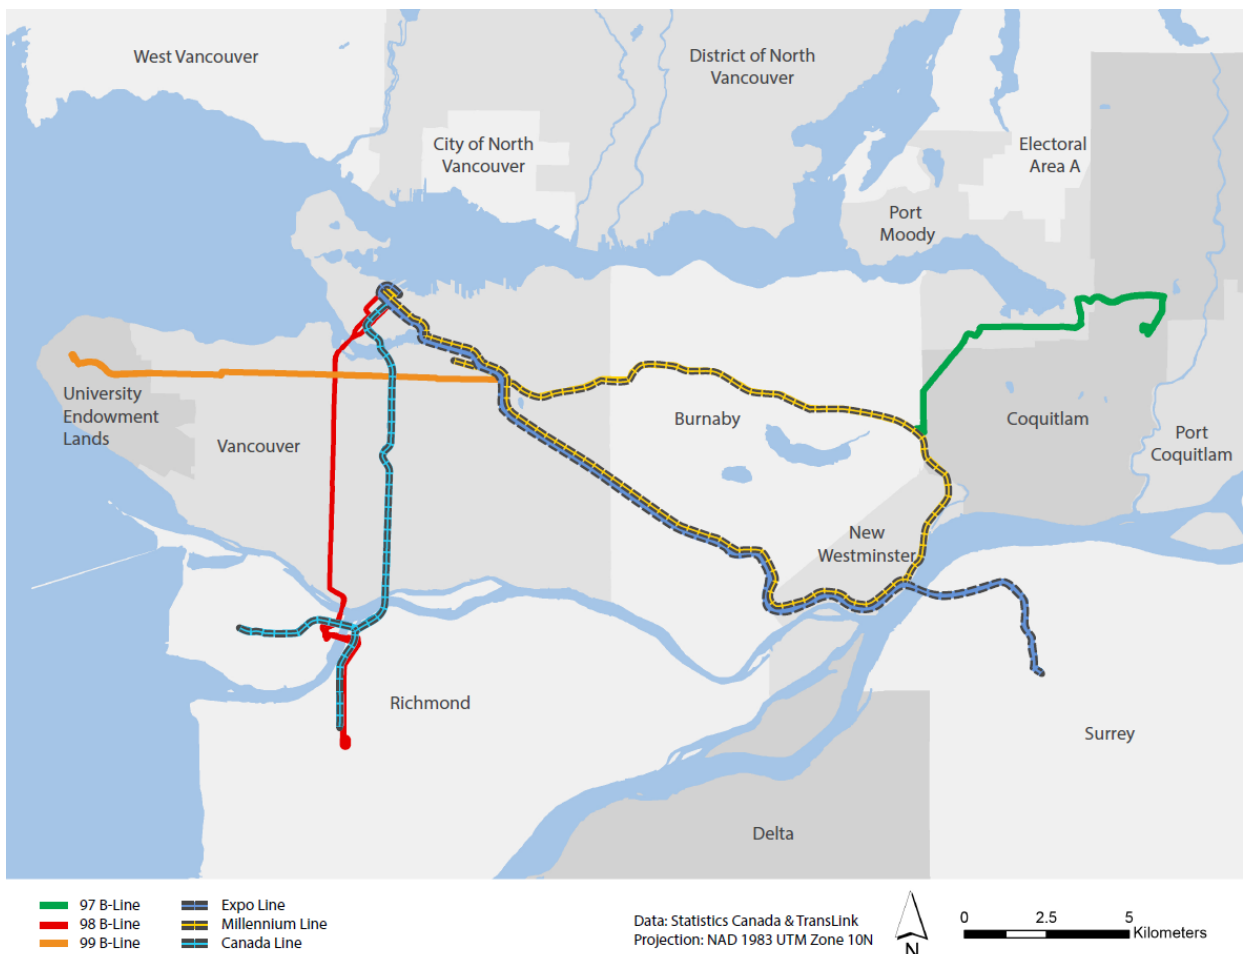 West Vancouver
District of North
Vancouver
City of North
Vancouver
Electoral
Area A
Port
Moody
University
Endowment
Lands
Vancouver
Burnaby
Coquitlam
Port
Coquitlam
New
Westminster
Richmond
Surrey
Delta
97 B-Line
98 B-Line
99 B-Line
Expo Line
Millennium Line
Canada Line
Data: Statistics Canada & TransLink
Projection: NAD 1983 UTM Zone 10N
N
0 2.5 5
Kilometers